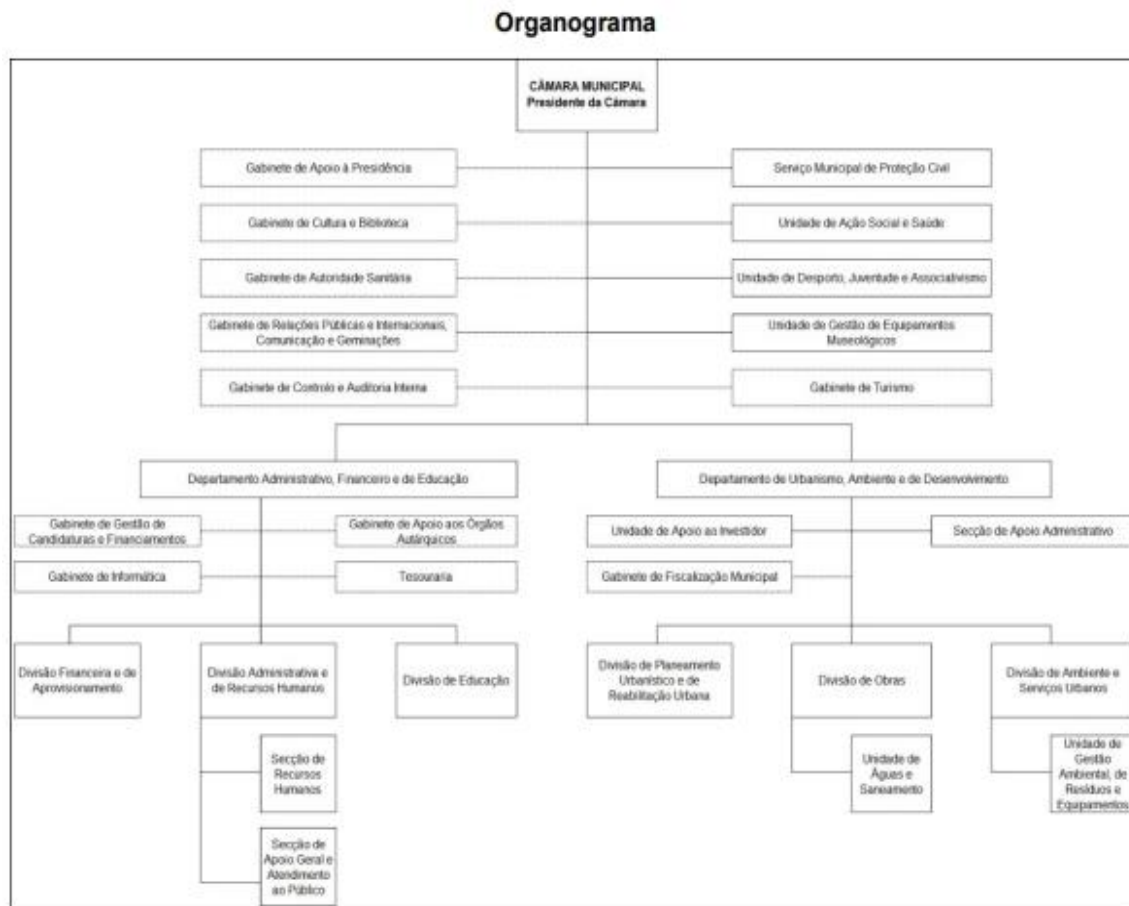 Organograma
CÂMARA MUNICIPAL
Presidente da Câmara
Gabinete de Apoio à Presidência
Serviço Municipal de Proteção Civil
Gabinete de Cultura e Biblioteca
Unidade de Ação Social e Saúde
Gabinete de Autoridade Sanitária
Unidade de Desporto, Juventude e Associativismo
Gabinete de Relações Públicas e Internacionais,
Comunicação e Geminações
Unidade de Gestão de Equipamentos
Museológicos
Gabinete de Controlo e Auditoria Interna
Gabinete de Turismo
Departamento Administrativo, Financeiro e de Educação
Departamento de Urbanismo, Ambiente e de Desenvolvimento
Gabinete de Gestão de
Candidaturas e Financiamentos
Gabinete de Apoio aos Órgãos
Autárquicos
Unidade de Apoio ao Investidor
Secção de Apoio Administrativo
Gabinete de Informática
Tesouraria
Gabinete de Fiscalização Municipal
Divisão Financeira e de
Aprovisionamento
Divisão Administrativa e
de Recursos Humanos
Divisão de Educação
Divisão de Planeamento
Urbanístico e de
Reabilitação Urbana
Divisão de Obras
Divisão de Ambiente e
Serviços Urbanos
Secção de
Recursos
Humanos
Unidade de
Águas e
Saneamento
Unidade de
Gestão
Ambiental, de
Resíduos e
Equipamentos
Secção de
Apoio Geral e
Atendimento
ao Público